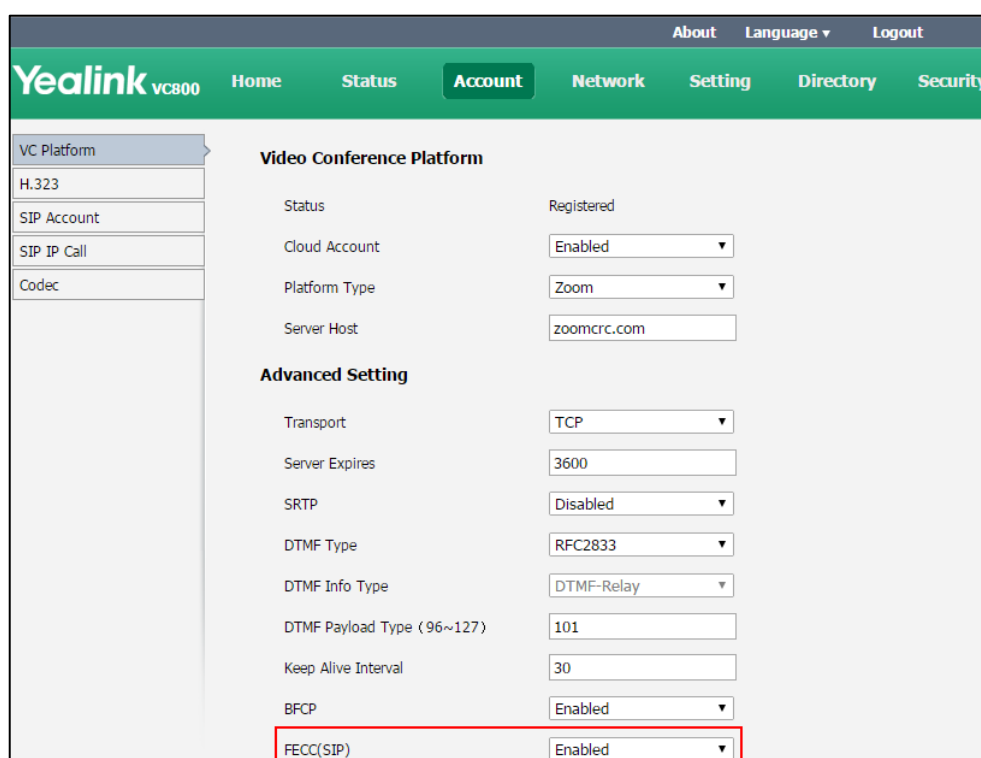 About Language ▾ Logout
Yealink VC800 Home Status Account Network Setting Directory Security
VC Platform
H.323
SIP Account
SIP IP Call
Codec
Video Conference Platform
Status Registered
Cloud Account Enabled
Platform Type Zoom
Server Host zoomcrc.com
Advanced Setting
Transport TCP
Server Expires 3600
SRTP Disabled
DTMF Type RFC2833
DTMF Info Type DTMF-Relay
DTMF Payload Type (96~127) 101
Keep Alive Interval 30
BFCP Enabled
FECC(SIP) Enabled